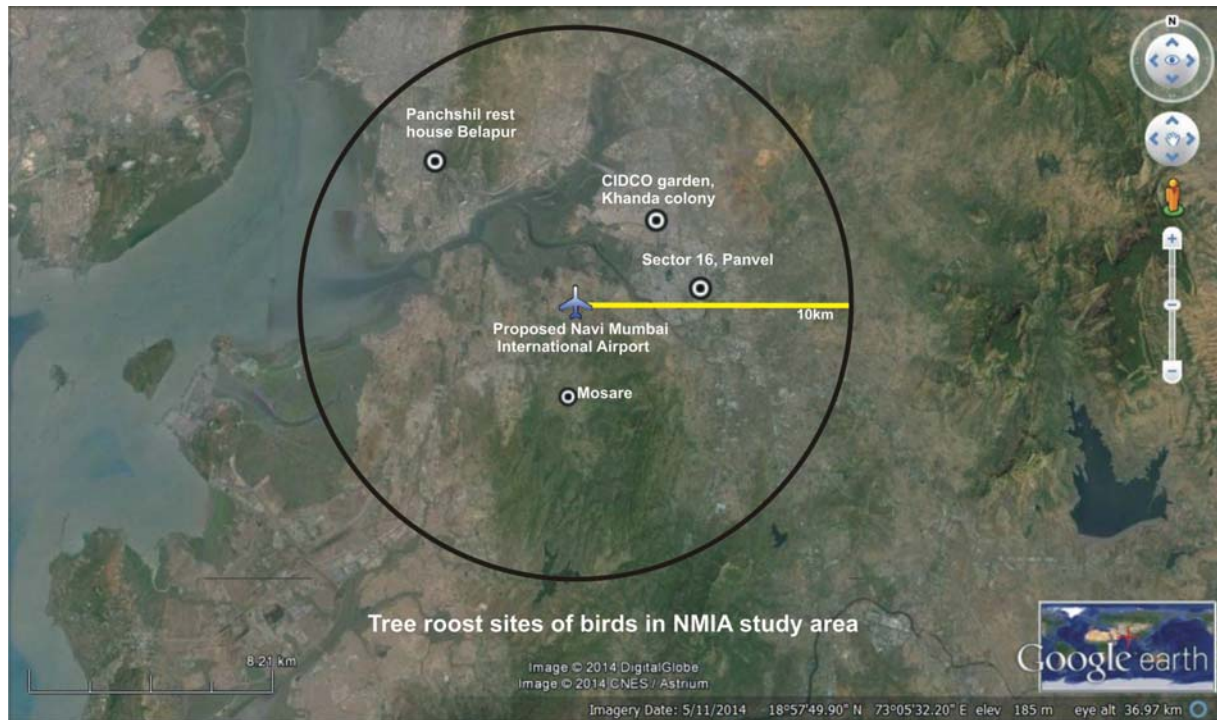 N
Panchshil rest
house Belapur
CIDCO garden,
Khanda colony
Sector 16, Panvel
10km
Proposed Navi Mumbai
International Airport
Mosare
Tree roost sites of birds in NMIA study area
8.21 km
Image © 2014 DigitalGlobe
Image © 2014 CNES / Astrium
Google earth
Imagery Date: 5/11/2014 18°57'49.90" N 73°05'32.20" E elev 185 m eye alt 36.97 km